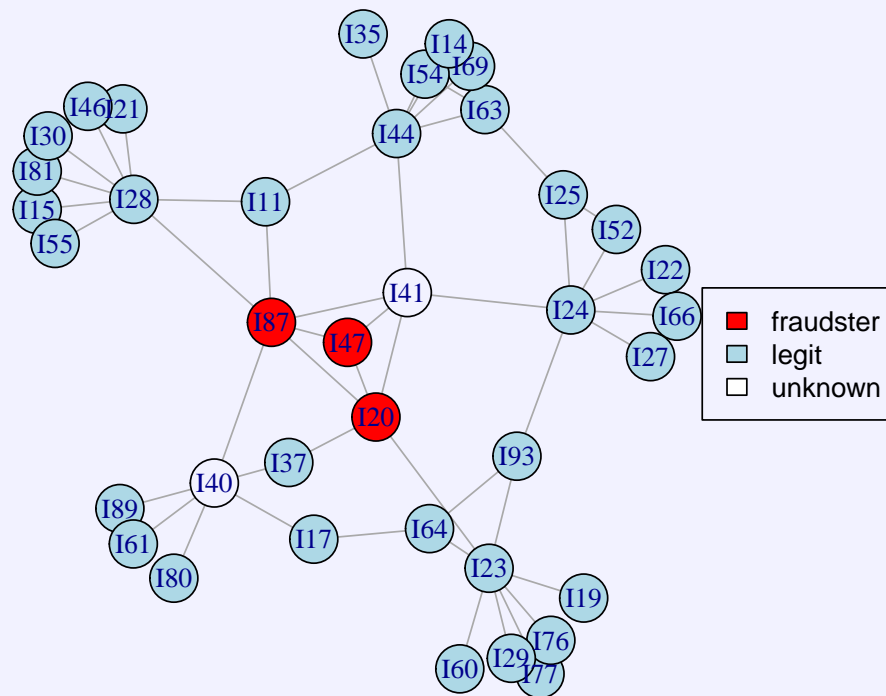 I35
I14
I69
I54
I46
I21
I63
I30
I44
I81
I28
I11
I25
I15
I52
I55
I22
I41
I24
I66
I87
I47
I27
I20
I93
I37
I40
I89
I64
I61
I17
I23
I80
I19
I76
I29
I60
I77
fraudster
legit
unknown